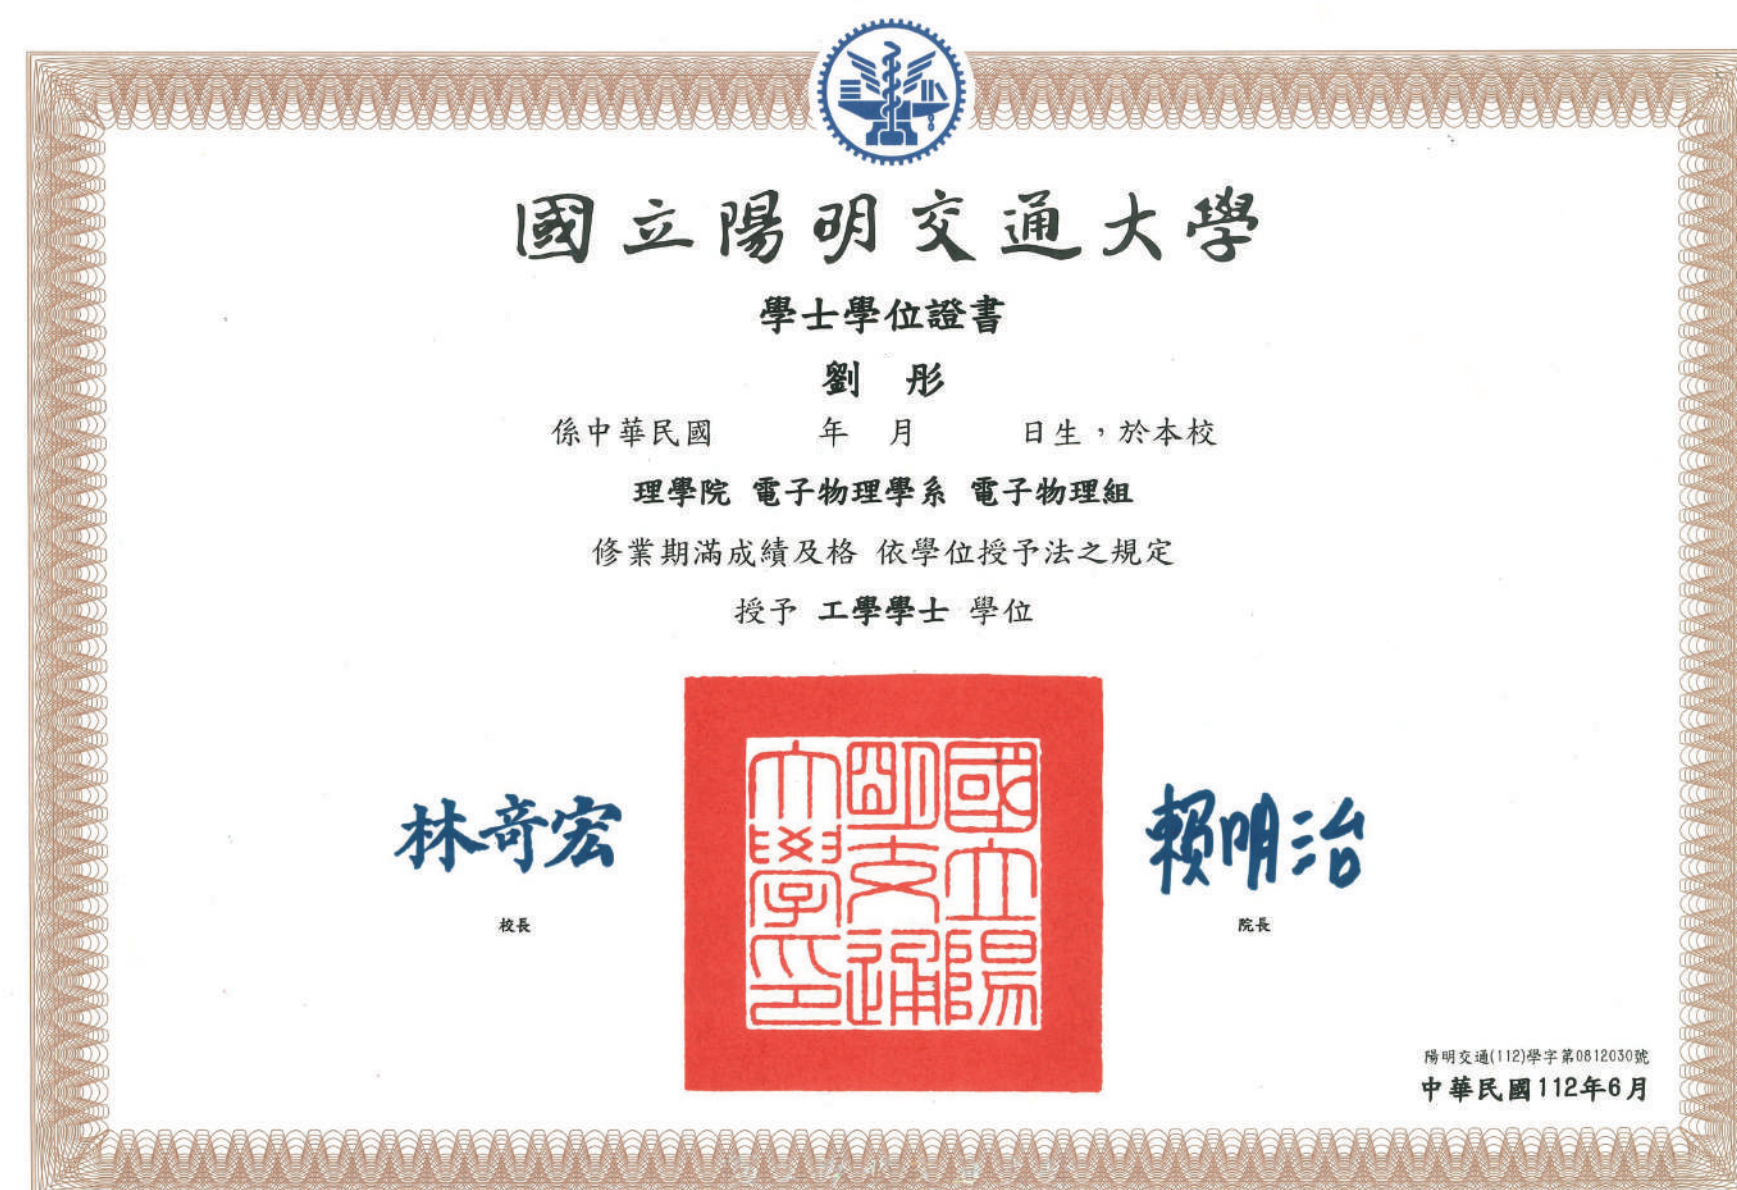 國立陽明交通大學
學士學位證書
劉 彤
係中華民國 年 月 日生，於本校
理學院 電子物理學系 電子物理組
修業期滿成績及格 依學位授予法之規定
授予 工學學士 學位
國立陽明交通大學印
林奇宏
校長
賴明治
院長
陽明交通(112)學字第0812030號
中華民國112年6月